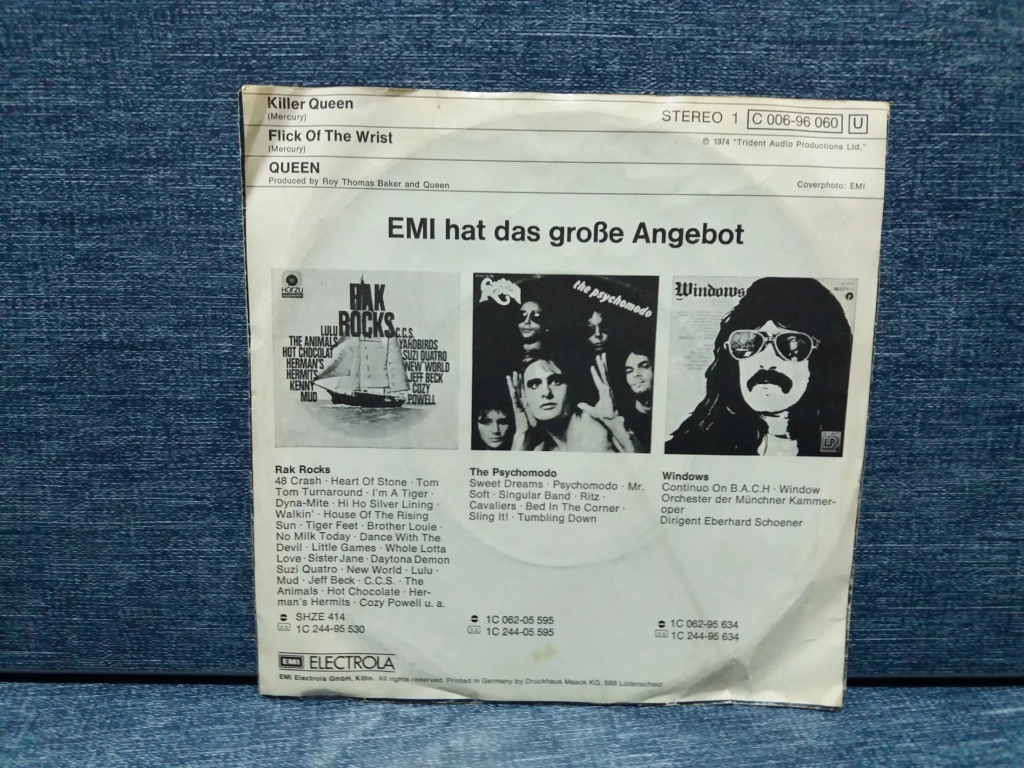 Killer Queen
(Mercury)
Flick Of The Wrist
(Mercury)
QUEEN
Produced by Roy Thomas Baker and Queen
STEREO 1 C 006-96 060 U
℗ 1974 "Trident Audio Productions Ltd."
Coverphoto: EMI
EMI hat das große Angebot
HÖRZU
RAK
ROCKS
LULU
THE ANIMALS
HOT CHOCOLAT
HERMAN'S
HERMITS
KENNY
MUD
C.C.S.
YARDBIRDS
SUZI QUATRO
NEW WORLD
JEFF BECK
COZY
POWELL
the psychomodo
Windows
LP
Rak Rocks
48 Crash · Heart Of Stone · Tom
Tom Turnaround · I'm A Tiger ·
Dyna-Mite · Hi Ho Silver Lining ·
Walkin' · House Of The Rising
Sun · Tiger Feet · Brother Louie ·
No Milk Today · Dance With The
Devil · Little Games · Whole Lotta
Love · Sister Jane · Daytona Demon
Suzi Quatro · New World · Lulu ·
Mud · Jeff Beck · C.C.S. · The
Animals · Hot Chocolate · Her-
man's Hermits · Cozy Powell u. a.
SHZE 414
1C 244-95 530
The Psychomodo
Sweet Dreams · Psychomodo · Mr.
Soft · Singular Band · Ritz ·
Cavaliers · Bed In The Corner ·
Sling It! · Tumbling Down
1C 062-05 595
1C 244-05 595
Windows
Continuo On B.A.C.H · Window
Orchester der Münchner Kammer-
oper
Dirigent Eberhard Schoener
1C 062-95 634
1C 244-95 634
EMI ELECTROLA
EMI Electrola GmbH, Köln. All rights reserved. Printed in Germany by Druckhaus Maack KG, 588 Lüdenscheid